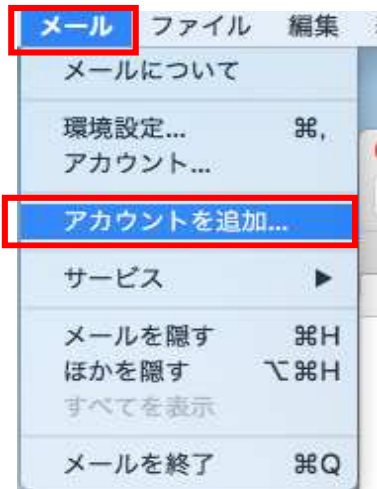 メール ファイル 編集
メールについて
環境設定... ⌘,
アカウント...
アカウントを追加...
サービス ▶
メールを隠す ⌘H
ほかを隠す ⌥⌘H
すべてを表示
メールを終了 ⌘Q